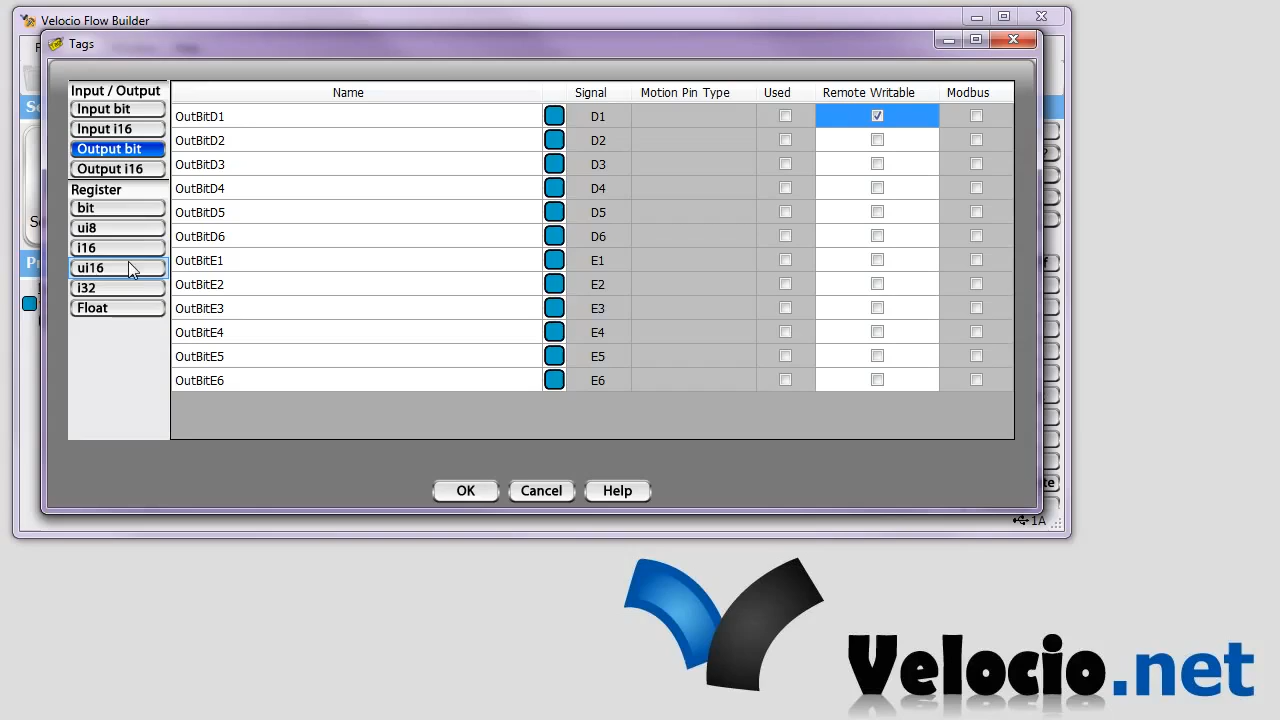 Velocio Flow Builder
Tags
Input / Output
Input bit
Input i16
Output bit
Output i16
Register
bit
ui8
i16
ui16
i32
Float
Name Signal Motion Pin Type Used Remote Writable Modbus
OutBitD1 D1
OutBitD2 D2
OutBitD3 D3
OutBitD4 D4
OutBitD5 D5
OutBitD6 D6
OutBitE1 E1
OutBitE2 E2
OutBitE3 E3
OutBitE4 E4
OutBitE5 E5
OutBitE6 E6
OK Cancel Help
1A
Velocio.net